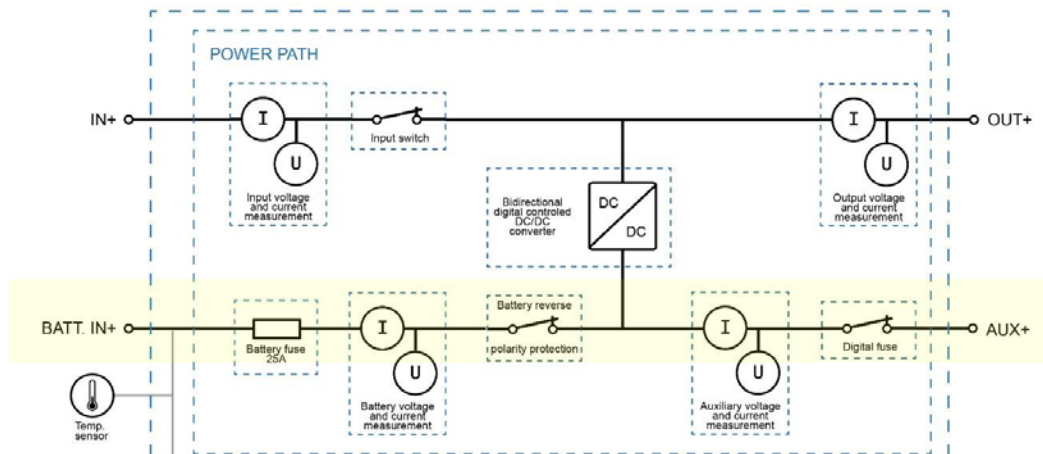 POWER PATH
IN+
I
U
Input voltage
and current
measurement
Input switch
I
U
Output voltage
and current
measurement
OUT+
Bidirectional
digital controled
DC/DC
converter
DC
DC
BATT. IN+
Battery fuse
25A
I
U
Battery voltage
and current
measurement
Battery reverse
polarity protection
I
U
Auxiliary voltage
and current
measurement
Digital fuse
AUX+
Temp.
sensor